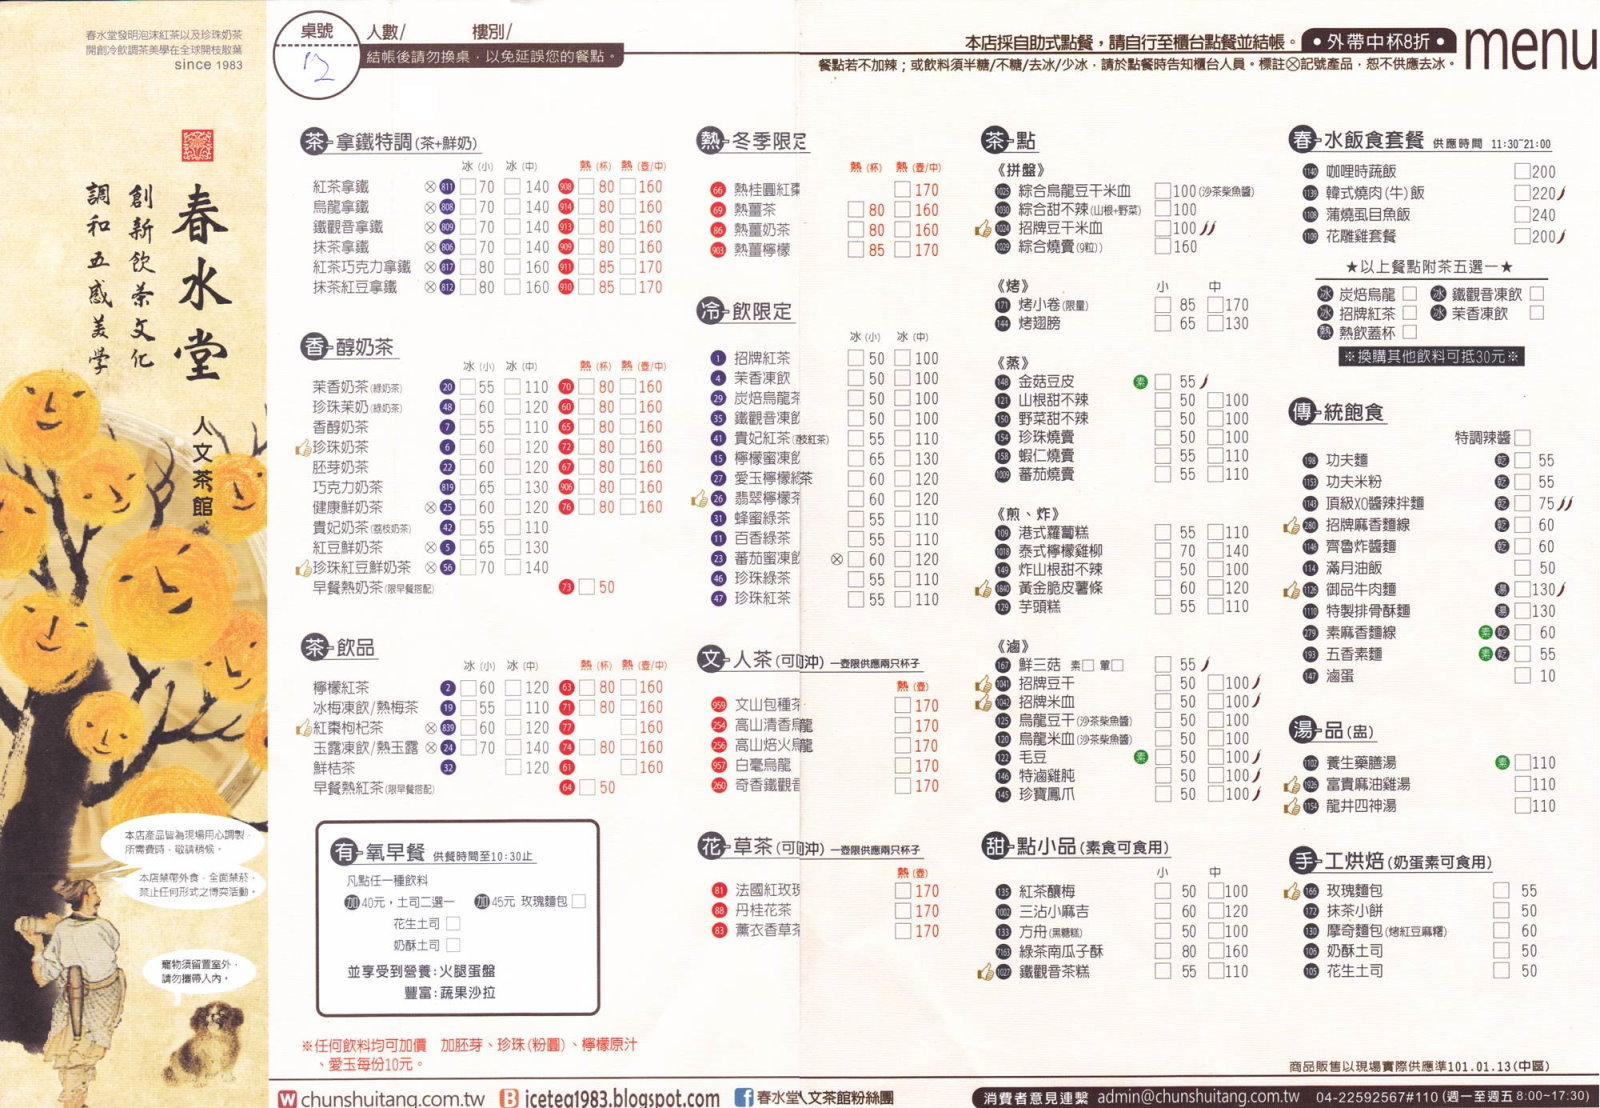 春水堂發明泡沫紅茶以及珍珠奶茶
開創冷飲調茶美學在全球開枝散葉
since 1983
春水堂 人文茶館
創新飲茶文化
調和五感美学
本店產品皆為現場用心調製，
所需費時，敬請稍候。
本店禁帶外食，全面禁菸，
禁止任何形式之博奕活動。
寵物須留置室外，
請勿攜帶入內。
桌號 12
人數/ 樓別/
結帳後請勿換桌，以免延誤您的餐點。
本店採自助式點餐，請自行至櫃台點餐並結帳。 •外帶中杯8折• menu
餐點若不加辣；或飲料須半糖/不糖/去冰/少冰，請於點餐時告知櫃台人員。標註ⓧ記號產品，恕不供應去冰。
茶-拿鐵特調(茶+鮮奶)
冰(小) 冰(中) 熱(杯) 熱(壺/中)
紅茶拿鐵 ⓧ 811 70 140 908 80 160
烏龍拿鐵 ⓧ 808 70 140 914 80 160
鐵觀音拿鐵 ⓧ 809 70 140 913 80 160
抹茶拿鐵 ⓧ 806 70 140 909 80 160
紅茶巧克力拿鐵 ⓧ 817 80 160 911 85 170
抹茶紅豆拿鐵 ⓧ 812 80 160 910 85 170
香-醇奶茶
冰(小) 冰(中) 熱(杯) 熱(壺/中)
茉香奶茶(綠奶茶) 20 55 110 70 80 160
珍珠茉奶(綠奶茶) 48 60 120 60 80 160
香醇奶茶 7 55 110 65 80 160
珍珠奶茶 6 60 120 72 80 160
胚芽奶茶 22 60 120 67 80 160
巧克力奶茶 819 65 130 906 80 160
健康鮮奶茶 ⓧ 25 60 120 76 80 160
貴妃奶茶(荔枝奶茶) 42 55 110
紅豆鮮奶茶 ⓧ 5 65 130
珍珠紅豆鮮奶茶 ⓧ 56 70 140
早餐熱奶茶(限早餐搭配) 73 50
茶-飲品
冰(小) 冰(中) 熱(杯) 熱(壺/中)
檸檬紅茶 2 60 120 63 80 160
冰梅凍飲/熱梅茶 19 55 110 71 80 160
紅棗枸杞茶 ⓧ 839 60 120 77 160
玉露凍飲/熱玉露 ⓧ 24 70 140 74 80 160
鮮桔茶 32 120 61 160
早餐熱紅茶(限早餐搭配) 64 50
有-氧早餐 供餐時間至10:30止
凡點任一種飲料
加40元，土司二選一 加45元 玫瑰麵包
花生土司
奶酥土司
並享受到營養：火腿蛋盤
豐富：蔬果沙拉
※任何飲料均可加價 加胚芽、珍珠(粉圓)、檸檬原汁
、愛玉每份10元。
熱-冬季限定
熱(杯) 熱(壺/中)
66 熱桂圓紅棗 170
69 熱薑茶 80 160
86 熱薑奶茶 80 160
903 熱薑檸檬 85 170
冷-飲限定
冰(小) 冰(中)
1 招牌紅茶 50 100
4 茉香凍飲 50 100
29 炭焙烏龍茶 50 100
35 鐵觀音凍飲 50 100
41 貴妃紅茶(荔枝紅茶) 55 110
15 檸檬蜜凍飲 65 130
27 愛玉檸檬綠茶 60 120
26 翡翠檸檬茶 60 120
31 蜂蜜綠茶 55 110
11 百香綠茶 55 110
23 蕃茄蜜凍飲 ⓧ 60 120
46 珍珠綠茶 55 110
47 珍珠紅茶 55 110
文-人茶(可回沖) 一壺限供應兩只杯子
熱(壺)
959 文山包種茶 170
254 高山清香烏龍 170
256 高山焙火烏龍 170
957 白毫烏龍 170
260 奇香鐵觀音 170
花-草茶(可回沖) 一壺限供應兩只杯子
熱(壺)
81 法國紅玫瑰 170
88 丹桂花茶 170
83 薰衣香草茶 170
茶-點
《拼盤》
1029 綜合烏龍豆干米血 100(沙茶柴魚醬)
1030 綜合甜不辣(山根+野菜) 100
1024 招牌豆干米血 100
1029 綜合燒賣(9粒) 160
《烤》 小 中
171 烤小卷(限量) 85 170
144 烤翅膀 65 130
《蒸》
148 金菇豆皮 素 55
121 山根甜不辣 50 100
150 野菜甜不辣 50 100
154 珍珠燒賣 50 100
158 蝦仁燒賣 55 110
1009 蕃茄燒賣 55 110
《煎、炸》
109 港式蘿蔔糕 55 110
1018 泰式檸檬雞柳 70 140
149 炸山根甜不辣 50 100
1840 黃金脆皮薯條 60 120
129 芋頭糕 55 110
《滷》
167 鮮三菇 素 葷 55
1041 招牌豆干 50 100
1043 招牌米血 50 100
125 烏龍豆干(沙茶柴魚醬) 50 100
120 烏龍米血(沙茶柴魚醬) 50 100
122 毛豆 素 50 100
146 特滷雞肫 50 100
145 珍寶鳳爪 50 100
甜-點小品(素食可食用)
小 中
135 紅茶釀梅 50 100
1002 三沾小麻吉 60 120
133 方舟(黑糖糕) 50 100
7163 綠茶南瓜子酥 80 160
1027 鐵觀音茶糕 55 110
春-水飯食套餐 供應時間 11:30~21:00
1140 咖哩時蔬飯 200
1139 韓式燒肉(牛)飯 220
1108 蒲燒虱目魚飯 240
1109 花雕雞套餐 200
★以上餐點附茶五選一★
冰 炭焙烏龍 冰 鐵觀音凍飲
冰 招牌紅茶 冰 茉香凍飲
熱 熱飲蓋杯
※換購其他飲料可抵30元※
傳-統飽食
特調辣醬
198 功夫麵 乾 55
1153 功夫米粉 乾 55
1143 頂級XO醬辣拌麵 乾 75
280 招牌麻香麵線 乾 60
1146 齊魯炸醬麵 乾 60
114 滿月油飯 50
1126 御品牛肉麵 湯 130
1110 特製排骨酥麵 湯 130
279 素麻香麵線 素 乾 60
193 五香素麵 素 乾 55
147 滷蛋 10
湯-品(盅)
1102 養生藥膳湯 素 110
1926 富貴麻油雞湯 110
1154 龍井四神湯 110
手-工烘焙(奶蛋素可食用)
166 玫瑰麵包 55
172 抹茶小餅 50
130 摩奇麵包(烤紅豆麻糬) 60
106 奶酥土司 50
105 花生土司 50
商品販售以現場實際供應準101.01.13(中區)
chunshuitang.com.tw icetea1983.blogspot.com 春水堂人文茶館粉絲團 消費者意見連繫 admin@chunshuitang.com.tw 04-22592567#110 (週一至週五8:00~17:30)